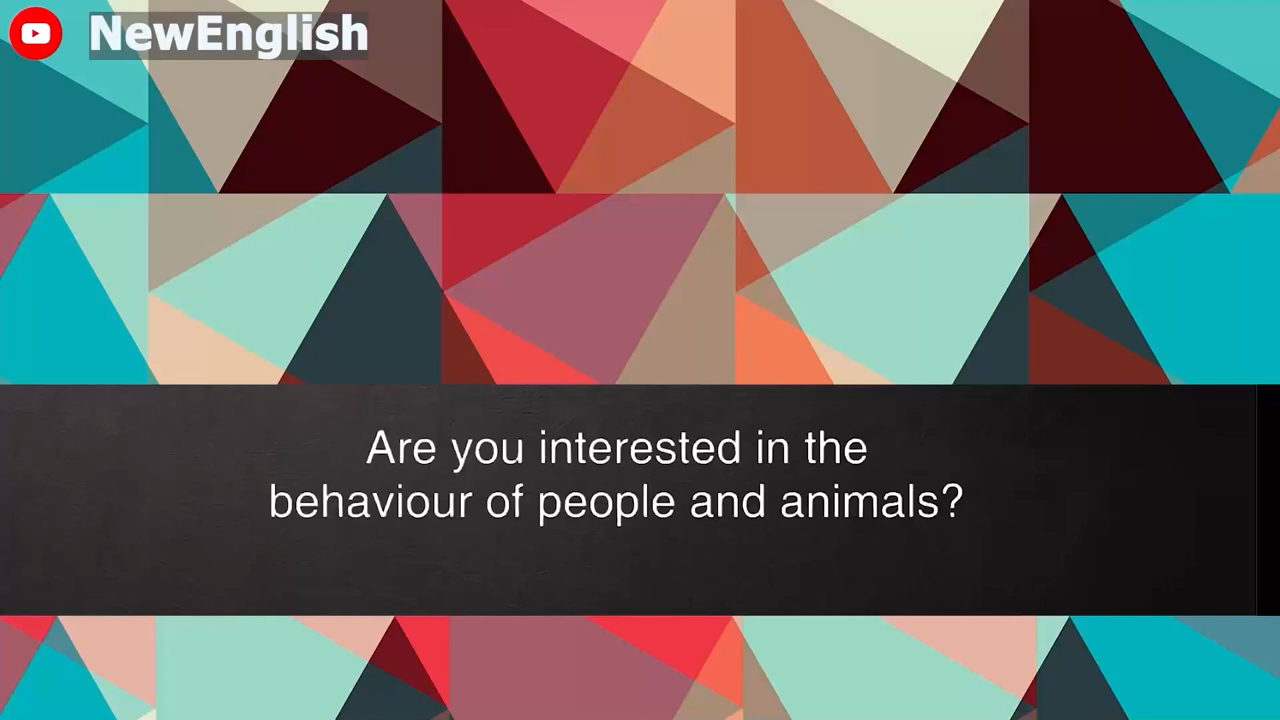 NewEnglish
Are you interested in the
behaviour of people and animals?